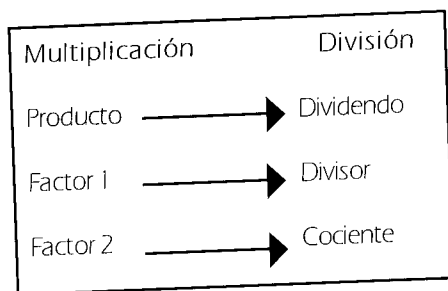 Multiplicación División
Producto Dividendo
Factor 1 Divisor
Factor 2 Cociente